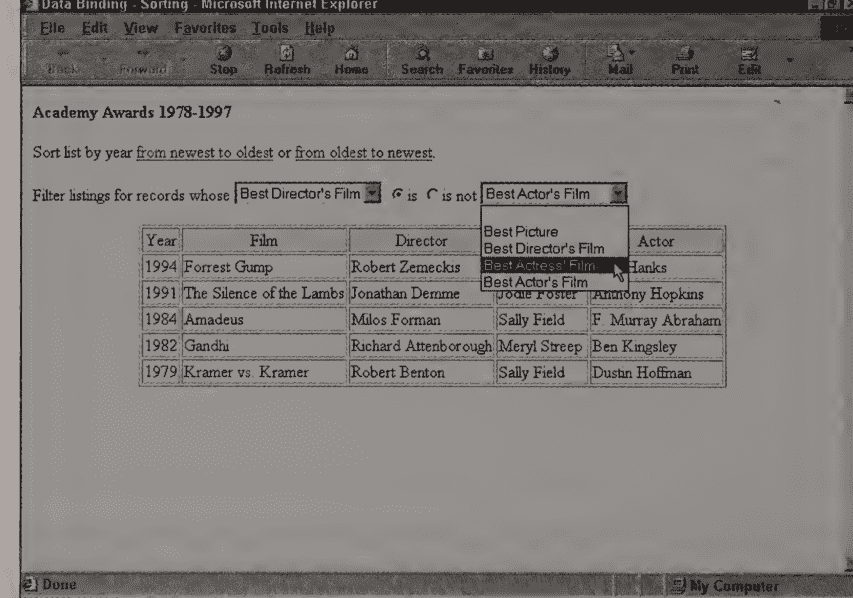 Data Binding - Sorting - Microsoft Internet Explorer
File Edit View Favorites Tools Help
Back Forward Stop Refresh Home Search Favorites History Mail Print Edit
Academy Awards 1978-1997
Sort list by year from newest to oldest or from oldest to newest.
Filter listings for records whose Best Director's Film is is not Best Actor's Film
Best Picture
Best Director's Film
Best Actress' Film
Best Actor's Film
Year Film Director Actor
1994 Forrest Gump Robert Zemeckis Hanks
1991 The Silence of the Lambs Jonathan Demme Jodie Foster Anthony Hopkins
1984 Amadeus Milos Forman Sally Field F. Murray Abraham
1982 Gandhi Richard Attenborough Meryl Streep Ben Kingsley
1979 Kramer vs. Kramer Robert Benton Sally Field Dustin Hoffman
Done My Computer